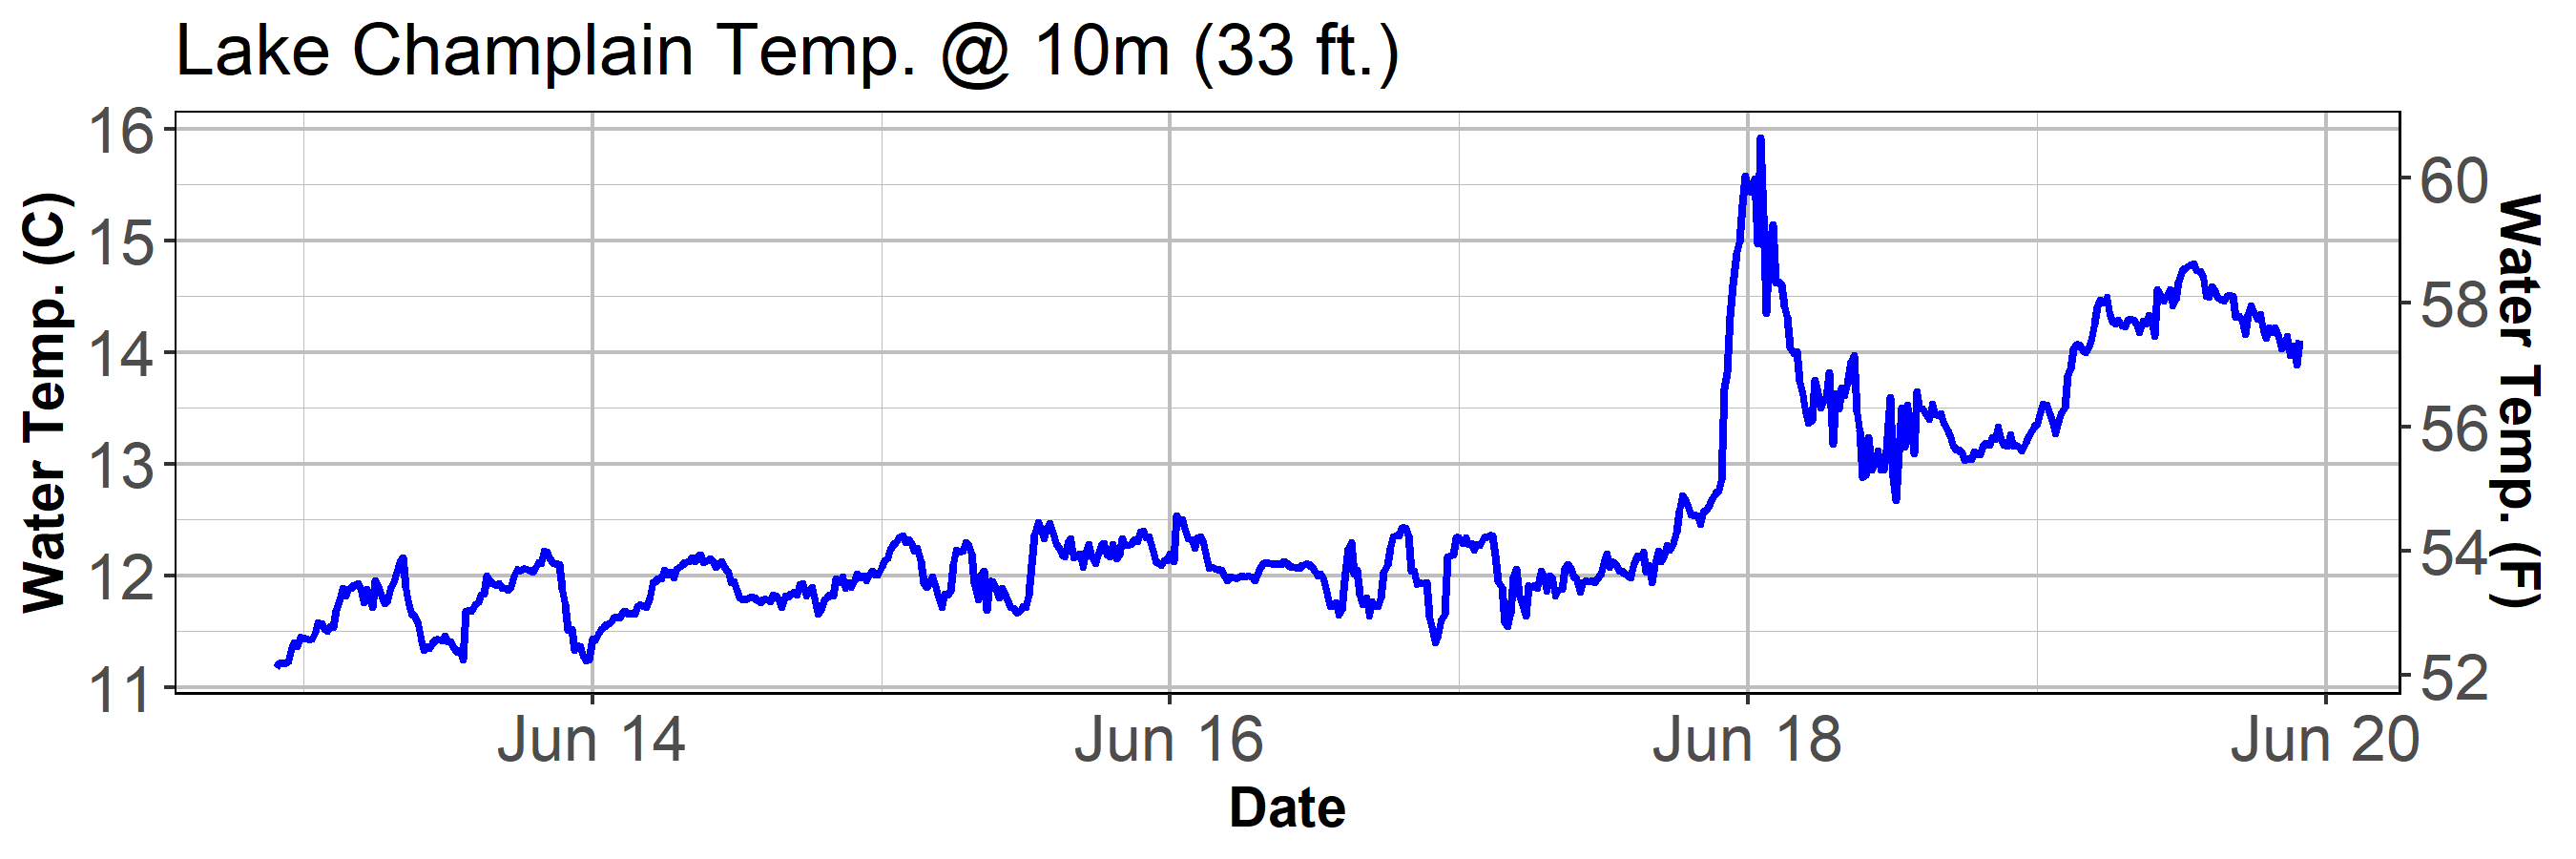 Lake Champlain Temp. @ 10m (33 ft.)
16
15
14
13
12
11
Water Temp. (C)
60
58
56
54
52
Water Temp. (F)
Jun 14 Jun 16 Jun 18 Jun 20
Date